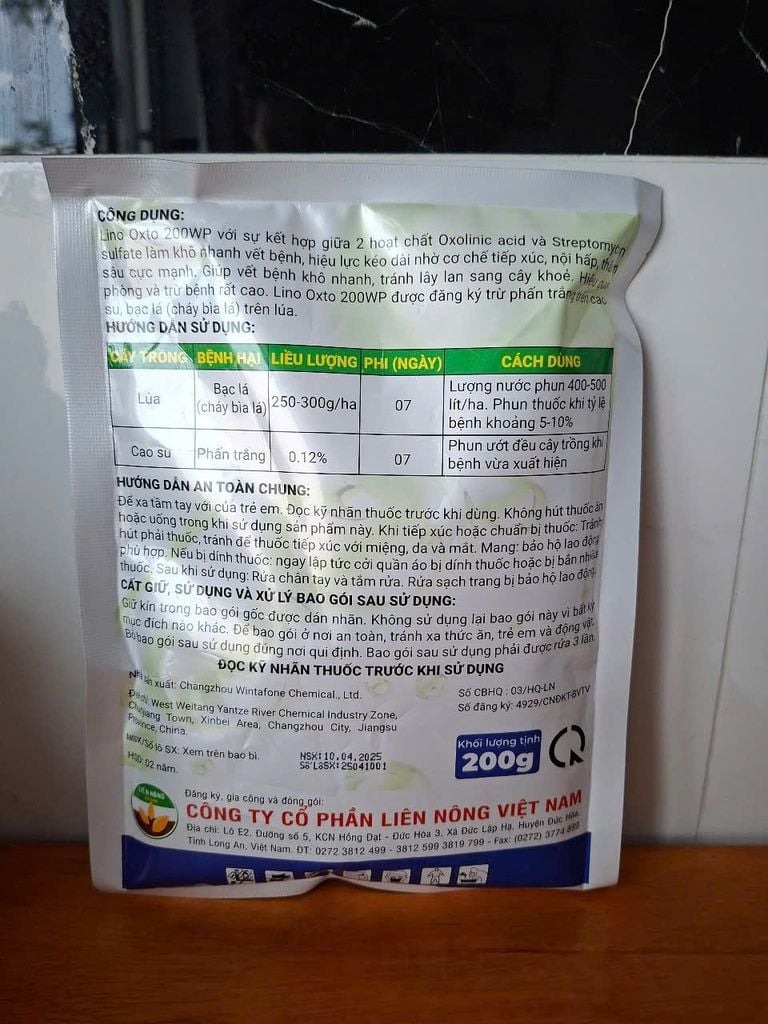 CÔNG DỤNG:
Lino Oxto 200WP với sự kết hợp giữa 2 hoạt chất Oxolinic acid và Streptomycin
sulfate làm khô nhanh vết bệnh, hiệu lực kéo dài nhờ cơ chế tiếp xúc, nội hấp, thấm
sâu cực mạnh. Giúp vết bệnh khô nhanh, tránh lây lan sang cây khoẻ. Hiệu quả
phòng và trừ bệnh rất cao. Lino Oxto 200WP được đăng ký trừ phấn trắng trên cao
su, bạc lá (cháy bìa lá) trên lúa.
HƯỚNG DẪN SỬ DỤNG:
CÂY TRỒNG BỆNH HẠI LIỀU LƯỢNG PHI (NGÀY) CÁCH DÙNG
Lúa Bạc lá (cháy bìa lá) 250-300g/ha 07 Lượng nước phun 400-500
lít/ha. Phun thuốc khi tỷ lệ
bệnh khoảng 5-10%
Cao su Phấn trắng 0.12% 07 Phun ướt đều cây trồng khi
bệnh vừa xuất hiện
HƯỚNG DẪN AN TOÀN CHUNG:
Để xa tầm tay với của trẻ em. Đọc kỹ nhãn thuốc trước khi dùng. Không hút thuốc ăn
hoặc uống trong khi sử dụng sản phẩm này. Khi tiếp xúc hoặc chuẩn bị thuốc: Tránh
hút phải thuốc, tránh để thuốc tiếp xúc với miệng, da và mắt. Mang: bảo hộ lao động
phù hợp. Nếu bị dính thuốc: ngay lập tức cởi quần áo bị dính thuốc hoặc bị bắn nhiều
thuốc. Sau khi sử dụng: Rửa chân tay và tắm rửa. Rửa sạch trang bị bảo hộ lao động.
CẤT GIỮ, SỬ DỤNG VÀ XỬ LÝ BAO GÓI SAU SỬ DỤNG:
Giữ kín trong bao gói gốc được dán nhãn. Không sử dụng lại bao gói này vì bất kỳ
mục đích nào khác. Để bao gói ở nơi an toàn, tránh xa thức ăn, trẻ em và động vật.
Bỏ bao gói sau sử dụng đúng nơi qui định. Bao gói sau sử dụng phải được rửa 3 lần.
ĐỌC KỸ NHÃN THUỐC TRƯỚC KHI SỬ DỤNG
Nhà sản xuất: Changzhou Wintafone Chemical., Ltd.
Địa chỉ: West Weitang Yantze River Chemical Industry Zone,
Chunjiang Town, Xinbei Area, Changzhou City, Jiangsu
Province, China.
Số CBHQ : 03/HQ-LN
Số đăng ký: 4929/CNĐKT-BVTV
NSX/Số lô SX: Xem trên bao bì.
HSD: 02 năm.
NSX: 10.04.2025
Số LôSX: 25041001
Khối lượng tịnh
200g
LIÊN NÔNG
Đăng ký, gia công và đóng gói:
CÔNG TY CỔ PHẦN LIÊN NÔNG VIỆT NAM
Địa chỉ: Lô E2, Đường số 5, KCN Hồng Đạt - Đức Hòa 3, Xã Đức Lập Hạ, Huyện Đức Hòa,
Tỉnh Long An, Việt Nam. ĐT: 0272 3812 499 - 3812 599 3819 799 - Fax: (0272) 3774 899